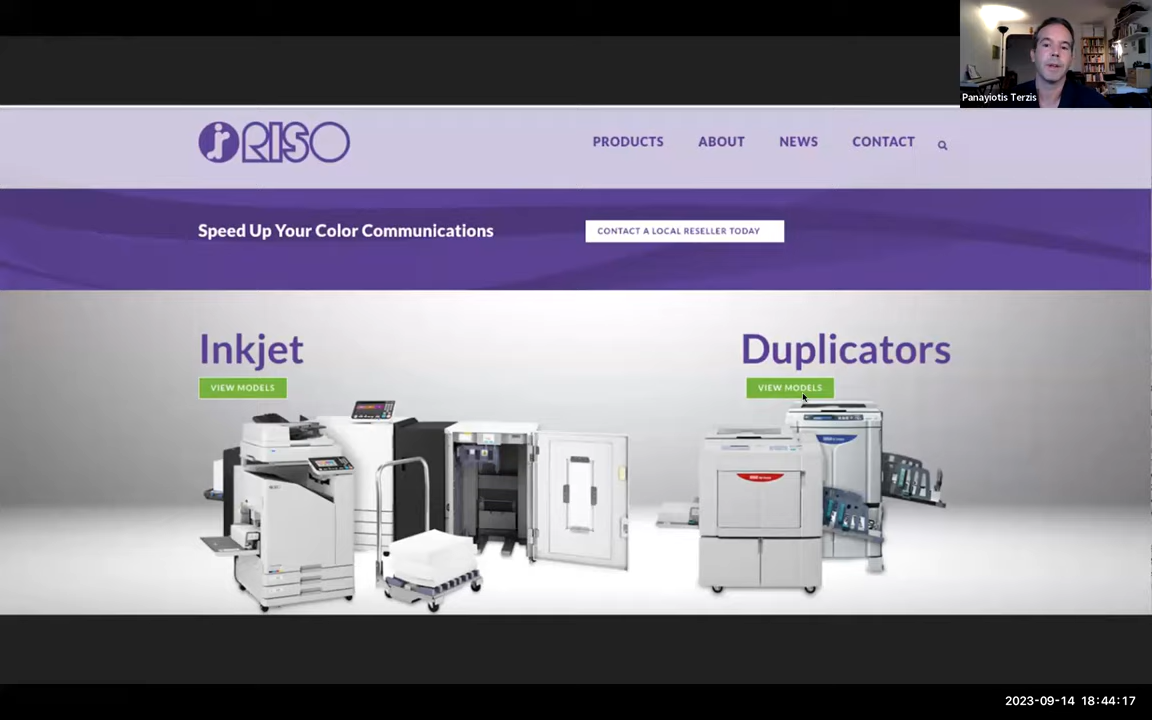 Panayiotis Terzis
RISO
PRODUCTS ABOUT NEWS CONTACT
Speed Up Your Color Communications
CONTACT A LOCAL RESELLER TODAY
Inkjet
Duplicators
VIEW MODELS
VIEW MODELS
2023-09-14 18:44:17